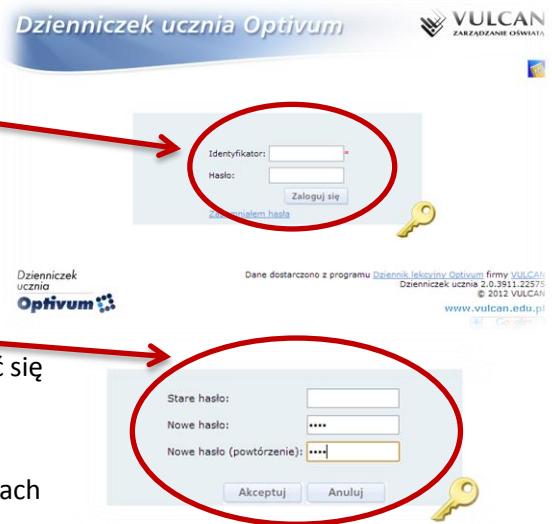 Dzienniczek ucznia Optivum
VULCAN
ZARZĄDZANIE OŚWIATĄ
Identyfikator: *
Hasło:
Zaloguj się
Zapomniałem hasła
Dzienniczek
ucznia
Optivum
Dane dostarczono z programu Dziennik lekcyjny Optivum firmy VULCAN
Dzienniczek ucznia 2.0.3911.22575
© 2012 VULCAN
www.vulcan.edu.pl
ć się
Stare hasło:
Nowe hasło: ••••
Nowe hasło (powtórzenie): ••••
ach
Akceptuj Anuluj